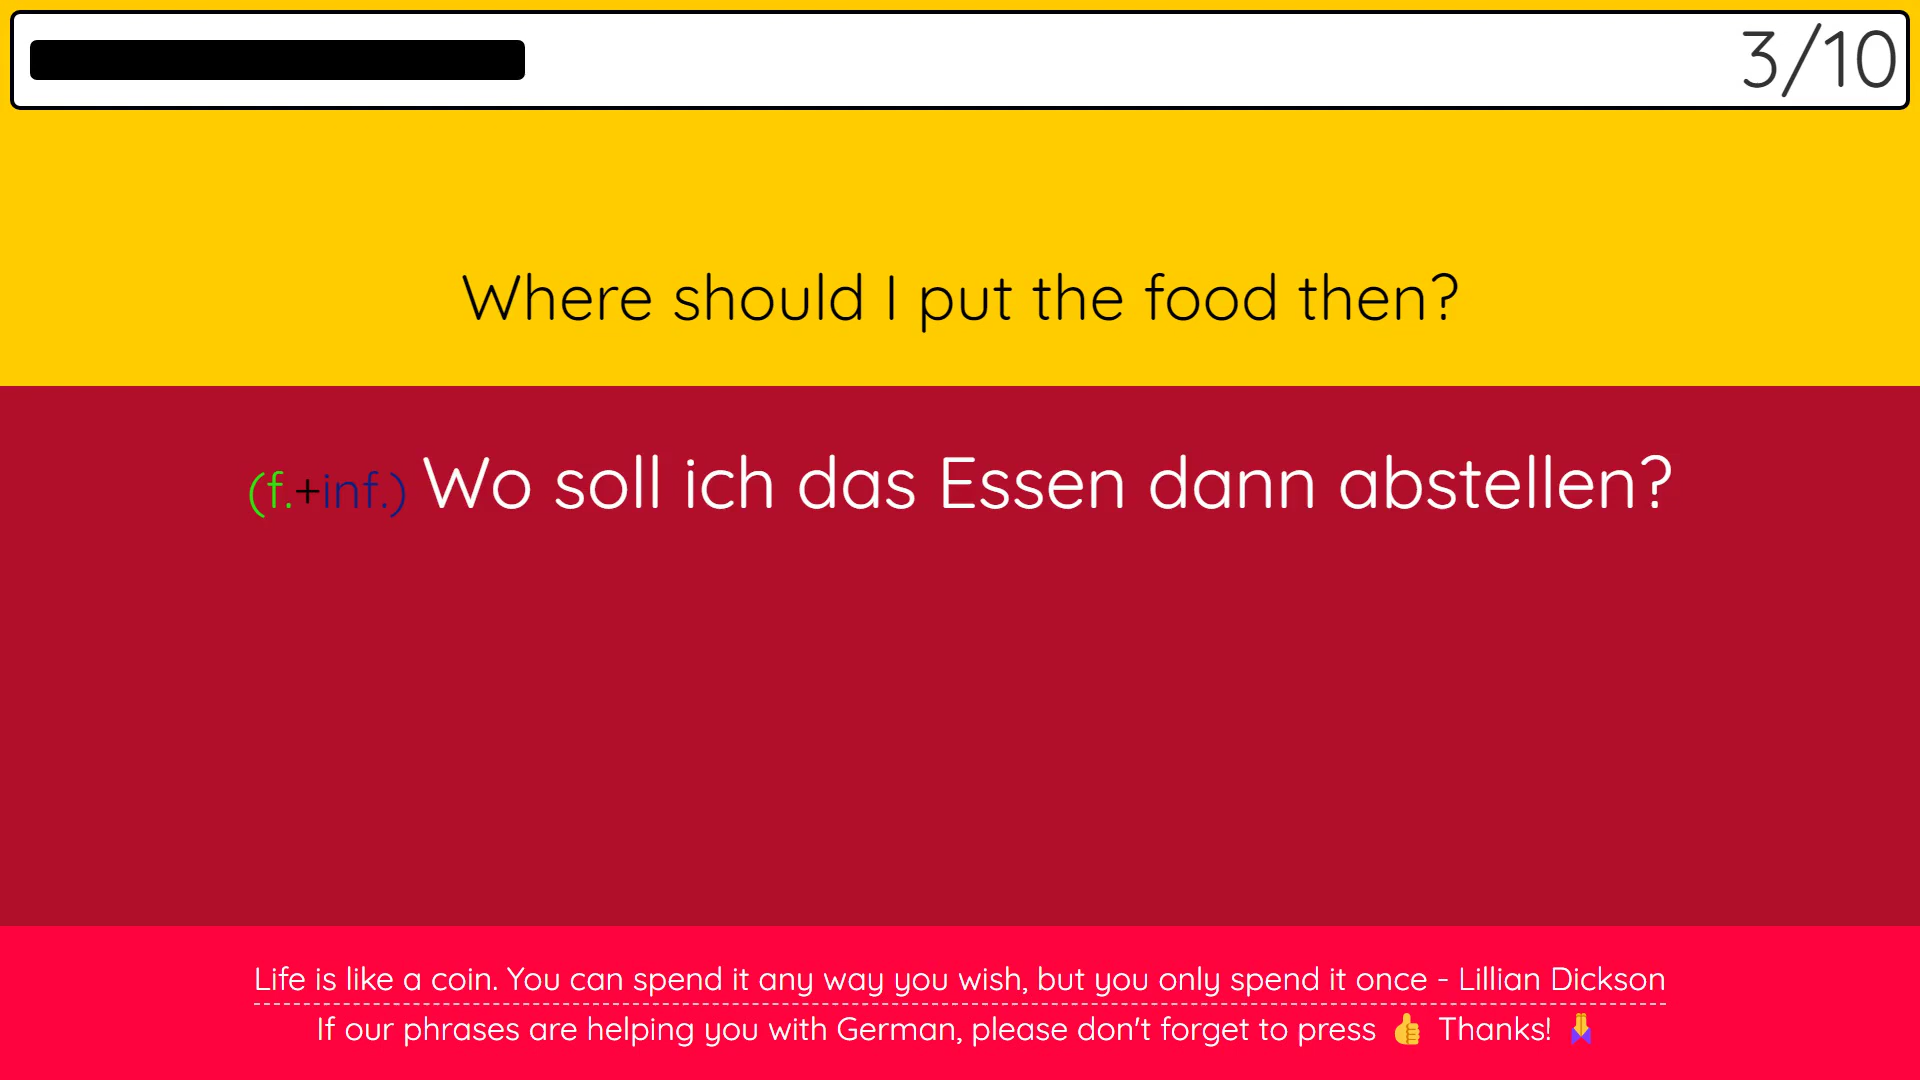 3/10
Where should I put the food then?
(f.+inf.) Wo soll ich das Essen dann abstellen?
Life is like a coin. You can spend it any way you wish, but you only spend it once - Lillian Dickson
If our phrases are helping you with German, please don't forget to press 👍 Thanks! 🙏